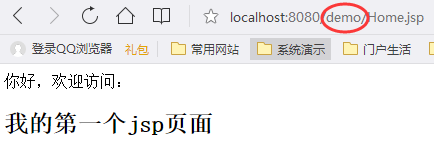 localhost:8080/demo/Home.jsp
登录QQ浏览器 礼包 常用网站 系统演示 门户生活
你好，欢迎访问：
我的第一个jsp页面